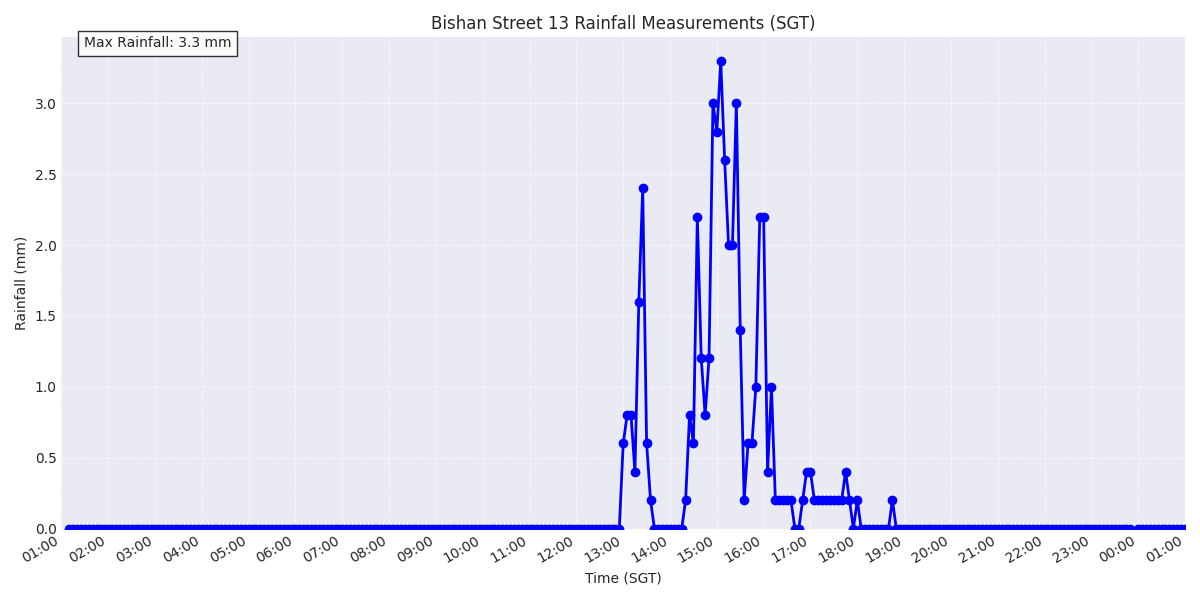 Bishan Street 13 Rainfall Measurements (SGT)
Max Rainfall: 3.3 mm
Rainfall (mm)
3.0
2.5
2.0
1.5
1.0
0.5
0.0
01:00 02:00 03:00 04:00 05:00 06:00 07:00 08:00 09:00 10:00 11:00 12:00 13:00 14:00 15:00 16:00 17:00 18:00 19:00 20:00 21:00 22:00 23:00 00:00 01:00
Time (SGT)